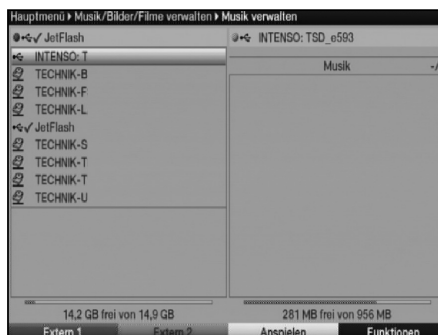 Hauptmenü ▸ Musik/Bilder/Filme verwalten ▸ Musik verwalten
JetFlash
INTENSO: T
TECHNIK-B
TECHNIK-F
TECHNIK-L
JetFlash
TECHNIK-S
TECHNIK-T
TECHNIK-T
TECHNIK-U
14,2 GB frei von 14,9 GB
INTENSO: TSD_e593
Musik -/
281 MB frei von 956 MB
Extern 1 Extern 2 Anspielen Funktionen